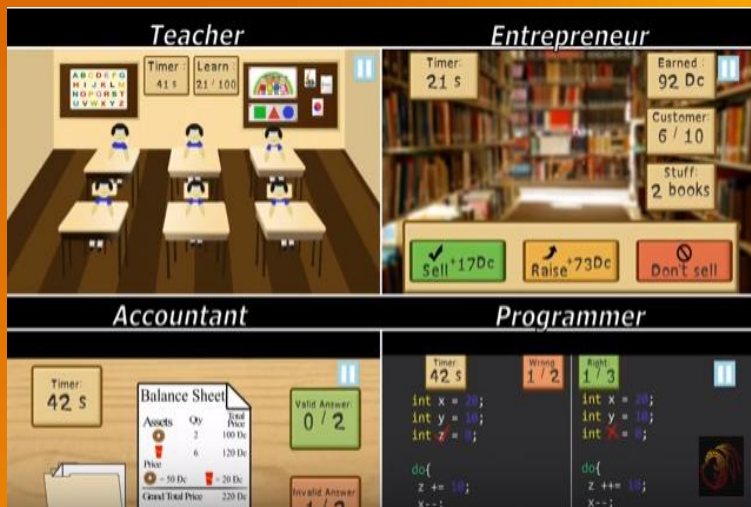 Teacher
A B C D E F G
H I J K L M
N O P Q R S T
U V W X Y Z
Timer :
41 s
Learn :
21 / 100
Entrepreneur
Timer:
21 s
Earned :
92 Dc
Customer:
6 / 10
Stuff:
2 books
Sell +17Dc
Raise +73Dc
Don't sell
Accountant
Timer:
42 s
Balance Sheet
Assets Qty Total Price
2 100 Dc
6 120 Dc
Price
= 50 Dc = 20 Dc
Grand Total Price 220 Dc
Valid Answer:
0 / 2
Invalid Answer
Programmer
Timer:
42 s
Wrong:
1 / 2
Right:
1 / 3
int x = 20;
int y = 10;
int z = 0;
do{
z += 10;
x--;
int x = 20;
int y = 10;
int = 0;
do{
z ++= 10;
x--;